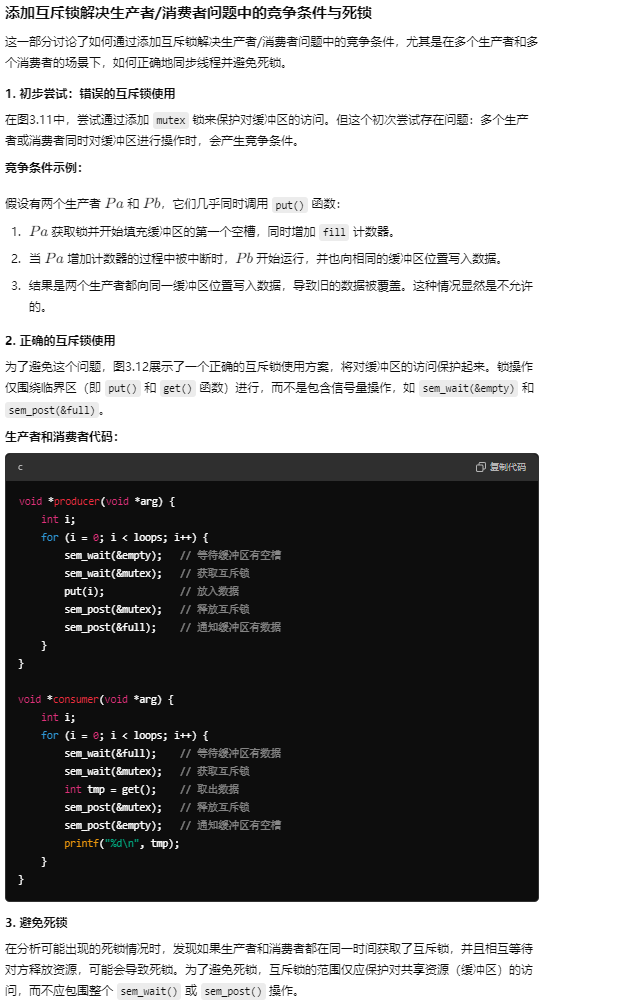 添加互斥锁解决生产者/消费者问题中的竞争条件与死锁
这一部分讨论了如何通过添加互斥锁解决生产者/消费者问题中的竞争条件，尤其是在多个生产者和多
个消费者的场景下，如何正确地同步线程并避免死锁。
1. 初步尝试：错误的互斥锁使用
在图3.11中，尝试通过添加 mutex 锁来保护对缓冲区的访问。但这个初次尝试存在问题：多个生产
者或消费者同时对缓冲区进行操作时，会产生竞争条件。
竞争条件示例：
假设有两个生产者 Pa 和 Pb，它们几乎同时调用 put() 函数：
1. Pa 获取锁并开始填充缓冲区的第一个空槽，同时增加 fill 计数器。
2. 当 Pa 增加计数器的过程中被中断时，Pb 开始运行，并也向相同的缓冲区位置写入数据。
3. 结果是两个生产者都向同一缓冲区位置写入数据，导致旧的数据被覆盖。这种情况显然是不允许
的。
2. 正确的互斥锁使用
为了避免这个问题，图3.12展示了一个正确的互斥锁使用方案，将对缓冲区的访问保护起来。锁操作
仅围绕临界区（即 put() 和 get() 函数）进行，而不是包含信号量操作，如 sem_wait(&empty) 和
sem_post(&full)。
生产者和消费者代码：
c 复制代码
void *producer(void *arg) {
    int i;
    for (i = 0; i < loops; i++) {
        sem_wait(&empty);   // 等待缓冲区有空槽
        sem_wait(&mutex);   // 获取互斥锁
        put(i);             // 放入数据
        sem_post(&mutex);   // 释放互斥锁
        sem_post(&full);    // 通知缓冲区有数据
    }
}
void *consumer(void *arg) {
    int i;
    for (i = 0; i < loops; i++) {
        sem_wait(&full);    // 等待缓冲区有数据
        sem_wait(&mutex);   // 获取互斥锁
        int tmp = get();    // 取出数据
        sem_post(&mutex);   // 释放互斥锁
        sem_post(&empty);   // 通知缓冲区有空槽
        printf("%d\n", tmp);
    }
}
3. 避免死锁
在分析可能出现的死锁情况时，发现如果生产者和消费者都在同一时间获取了互斥锁，并且相互等待
对方释放资源，可能会导致死锁。为了避免死锁，互斥锁的范围仅应保护对共享资源（缓冲区）的访
问，而不应包围整个 sem_wait() 或 sem_post() 操作。